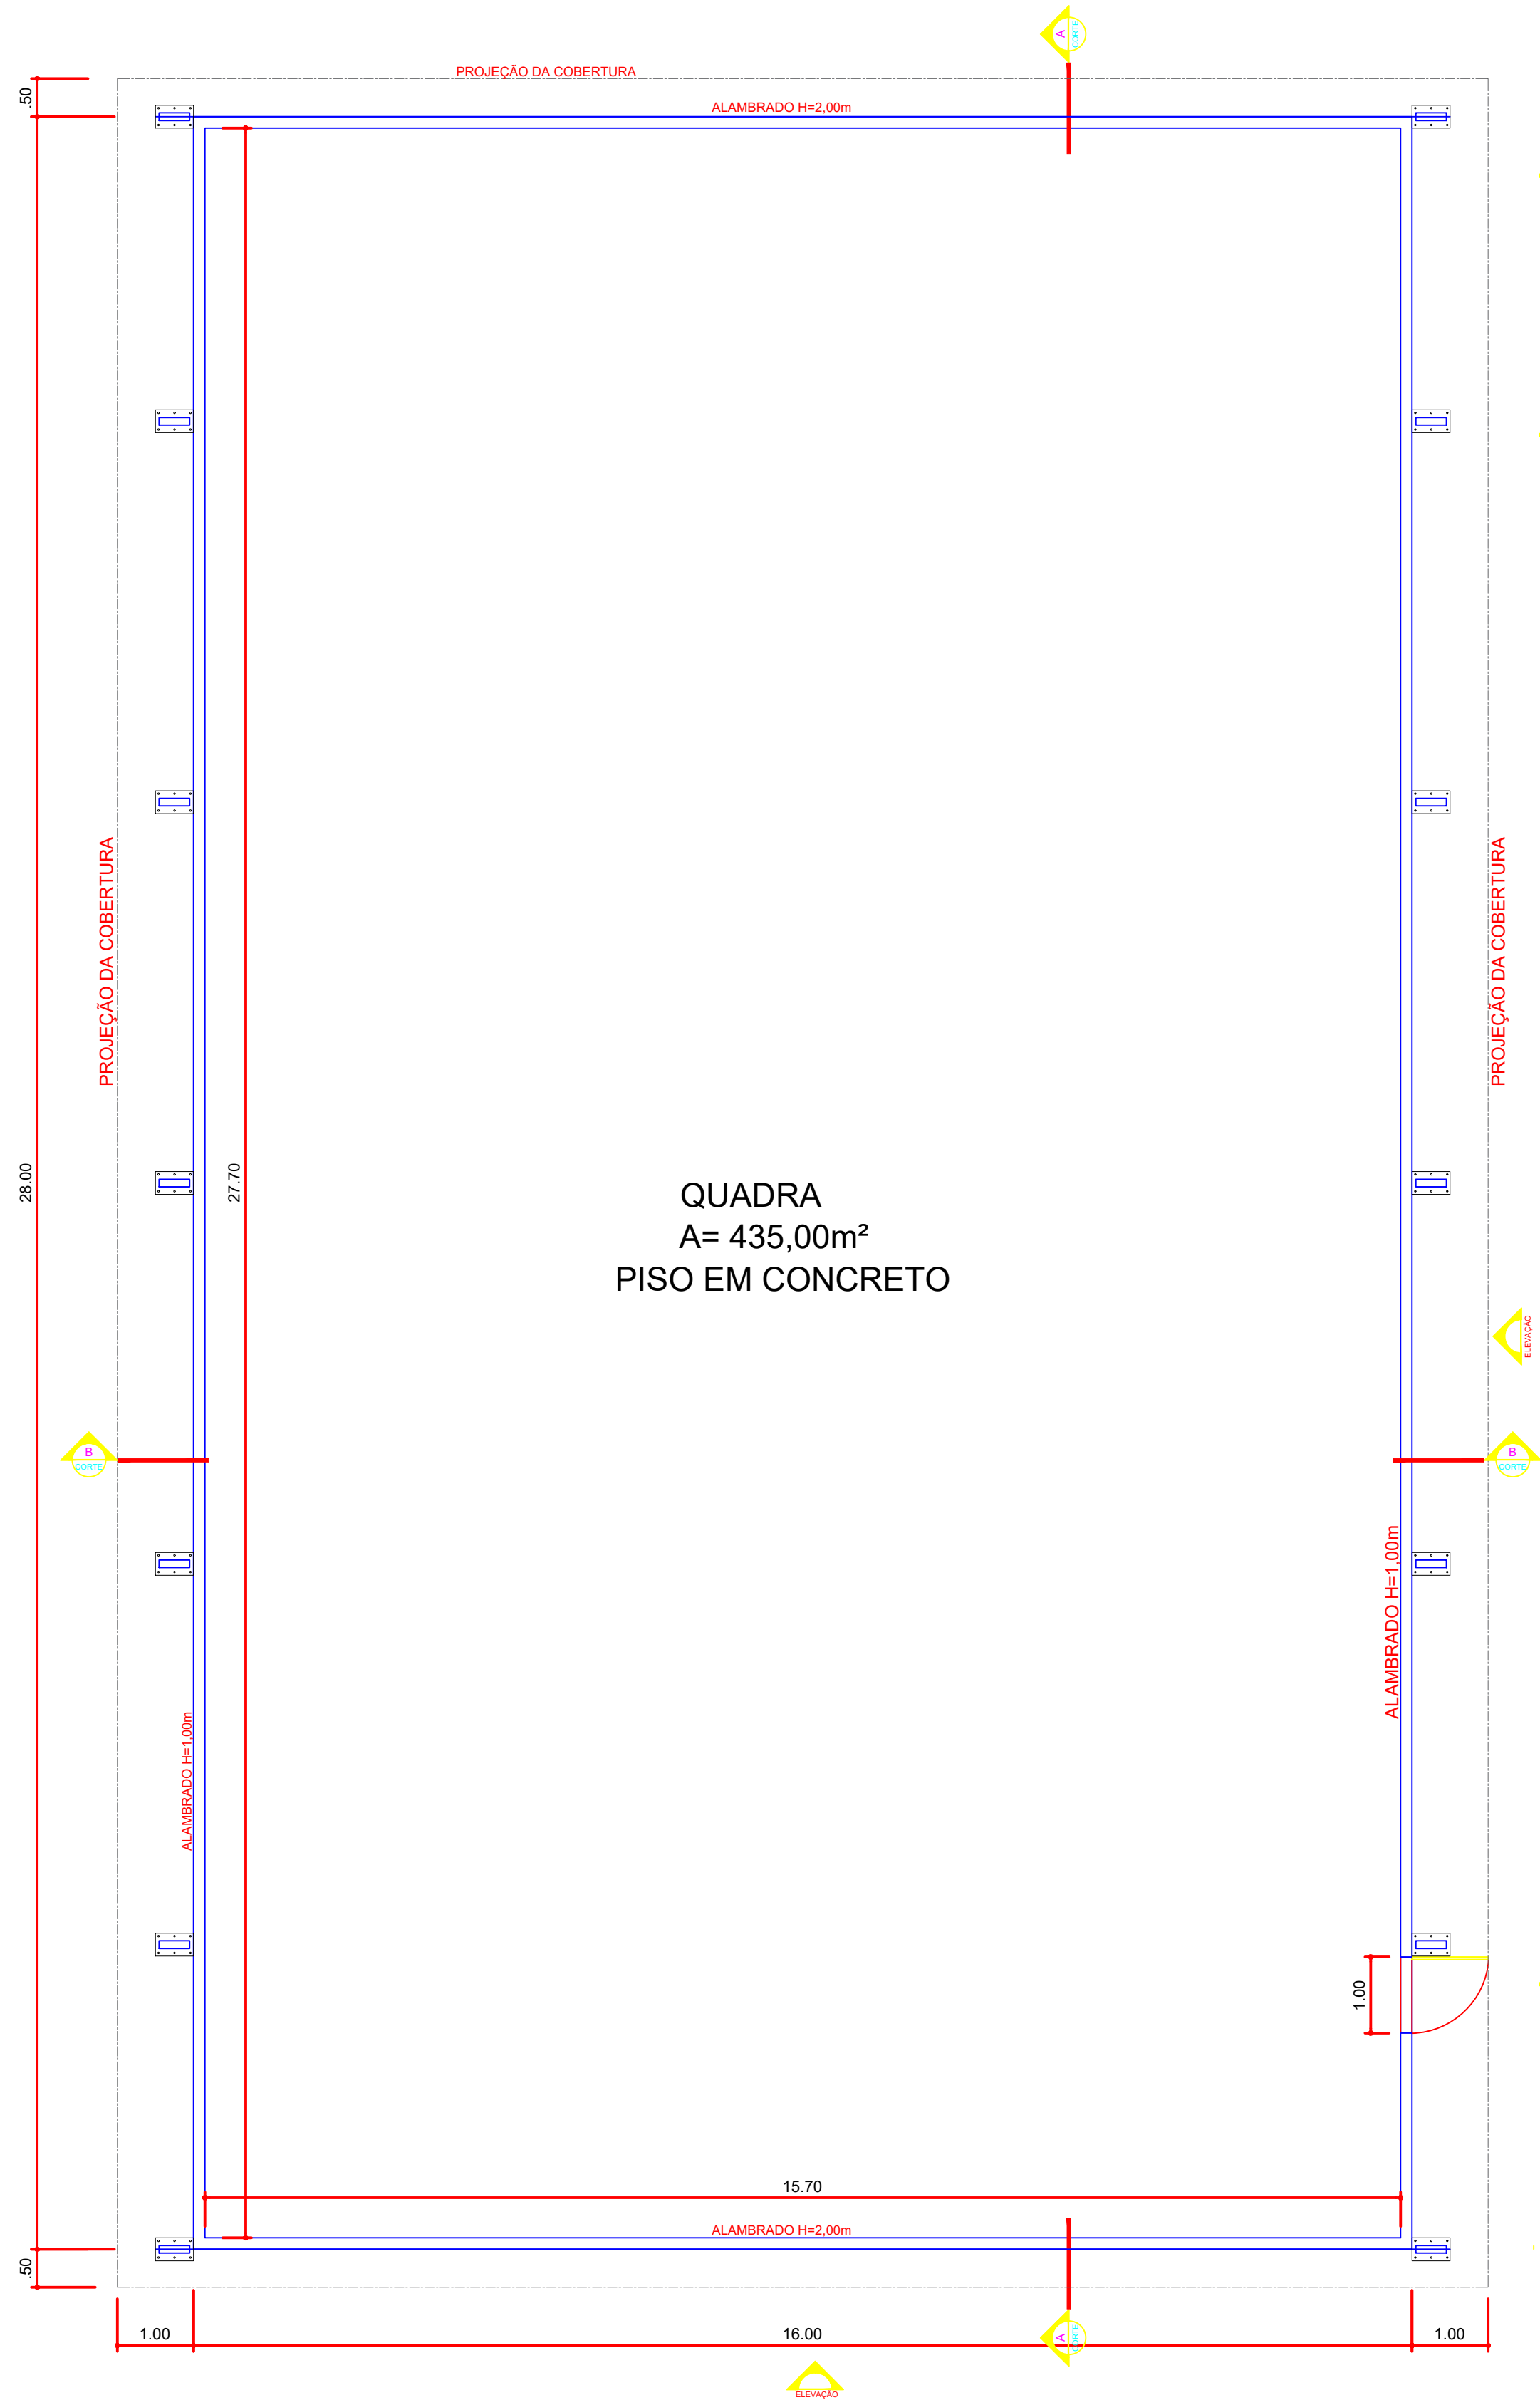 A
CORTE
PROJEÇÃO DA COBERTURA
.50
ALAMBRADO H=2,00m
PROJEÇÃO DA COBERTURA
PROJEÇÃO DA COBERTURA
28.00
27.70
QUADRA
A= 435,00m²
PISO EM CONCRETO
ELEVAÇÃO
B
CORTE
B
CORTE
ALAMBRADO H=1,00m
ALAMBRADO H=1,00m
1.00
15.70
ALAMBRADO H=2,00m
.50
1.00
16.00
A
CORTE
1.00
ELEVAÇÃO